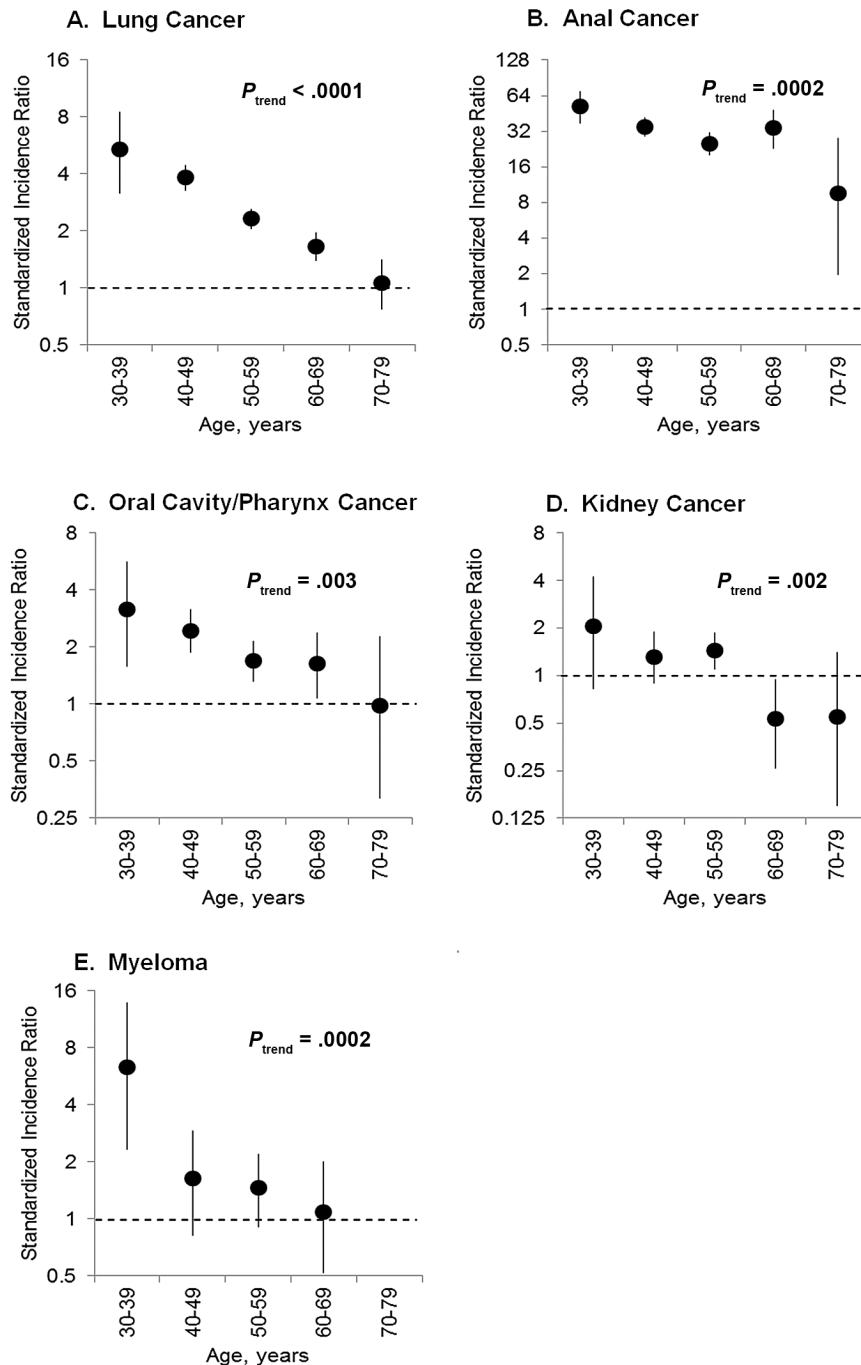 A. Lung Cancer
Standardized Incidence Ratio
16
8
4
2
1
0.5
P trend < .0001
30-39
40-49
50-59
60-69
70-79
Age, years
B. Anal Cancer
Standardized Incidence Ratio
128
64
32
16
8
4
2
1
0.5
P trend = .0002
30-39
40-49
50-59
60-69
70-79
Age, years
C. Oral Cavity/Pharynx Cancer
Standardized Incidence Ratio
8
4
2
1
0.5
0.25
P trend = .003
30-39
40-49
50-59
60-69
70-79
Age, years
D. Kidney Cancer
Standardized Incidence Ratio
8
4
2
1
0.5
0.25
0.125
P trend = .002
30-39
40-49
50-59
60-69
70-79
Age, years
E. Myeloma
Standardized Incidence Ratio
16
8
4
2
1
0.5
P trend = .0002
30-39
40-49
50-59
60-69
70-79
Age, years